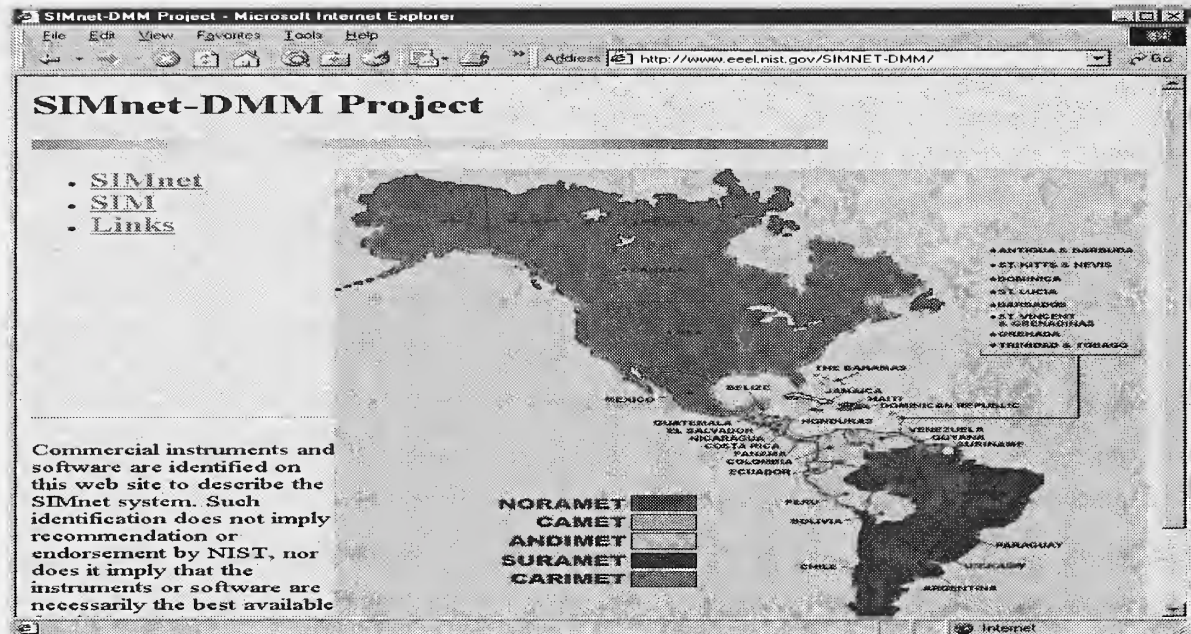 SIMnet-DMM Project - Microsoft Internet Explorer
File Edit View Favorites Tools Help
Address http://www.eeel.nist.gov/SIMNET-DMM/ Go
SIMnet-DMM Project
• SIMnet
• SIM
• Links
Commercial instruments and
software are identified on
this web site to describe the
SIMnet system. Such
identification does not imply
recommendation or
endorsement by NIST, nor
does it imply that the
instruments or software are
necessarily the best available
CANADA
ANTIGUA & BARBUDA
ST. KITTS & NEVIS
DOMINICA
ST. LUCIA
BARBADOS
ST. VINCENT
& GRENADINAS
GRENADA
TRINIDAD & TOBAGO
THE BAHAMAS
BELIZE
JAMAICA
HAITI
MEXICO
DOMINICAN REPUBLIC
GUATEMALA
HONDURAS
EL SALVADOR
VENEZUELA
NICARAGUA
GUYANA
COSTA RICA
SURINAME
PANAMA
COLOMBIA
ECUADOR
PERU
BOLIVIA
PARAGUAY
CHILE
URUGUAY
ARGENTINA
NORAMET
CAMET
ANDIMET
SURAMET
CARIMET
Internet